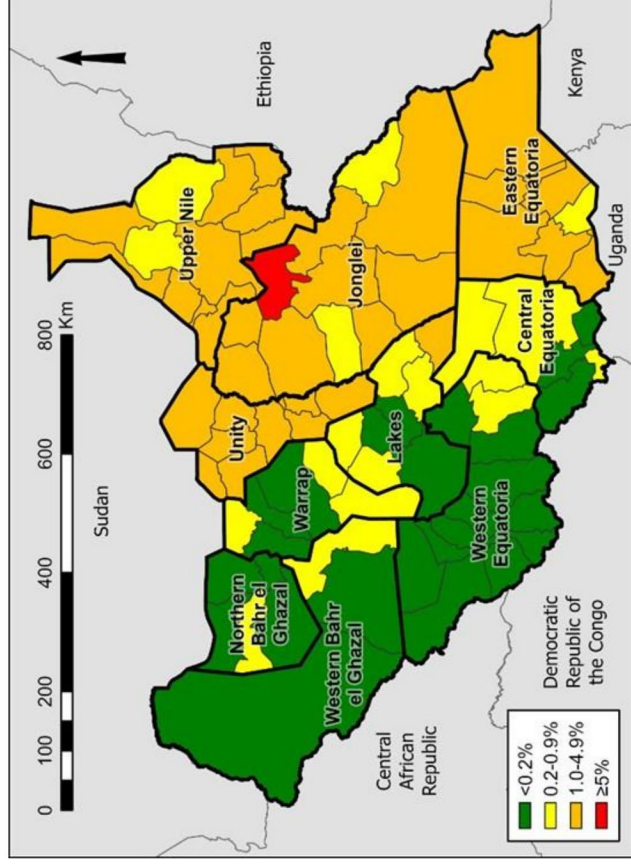 Sudan
0
100
200
400
600
800
Km
Ethiopia
Upper Nile
Unity
Northern
Bahr el
Ghazal
Warrap
Jonglei
Western Bahr
el Ghazal
Lakes
Central
African
Republic
Western
Equatoria
Central
Equatoria
Eastern
Equatoria
Democratic
Republic of
the Congo
Uganda
Kenya
<0.2%
0.2-0.9%
1.0-4.9%
≥5%